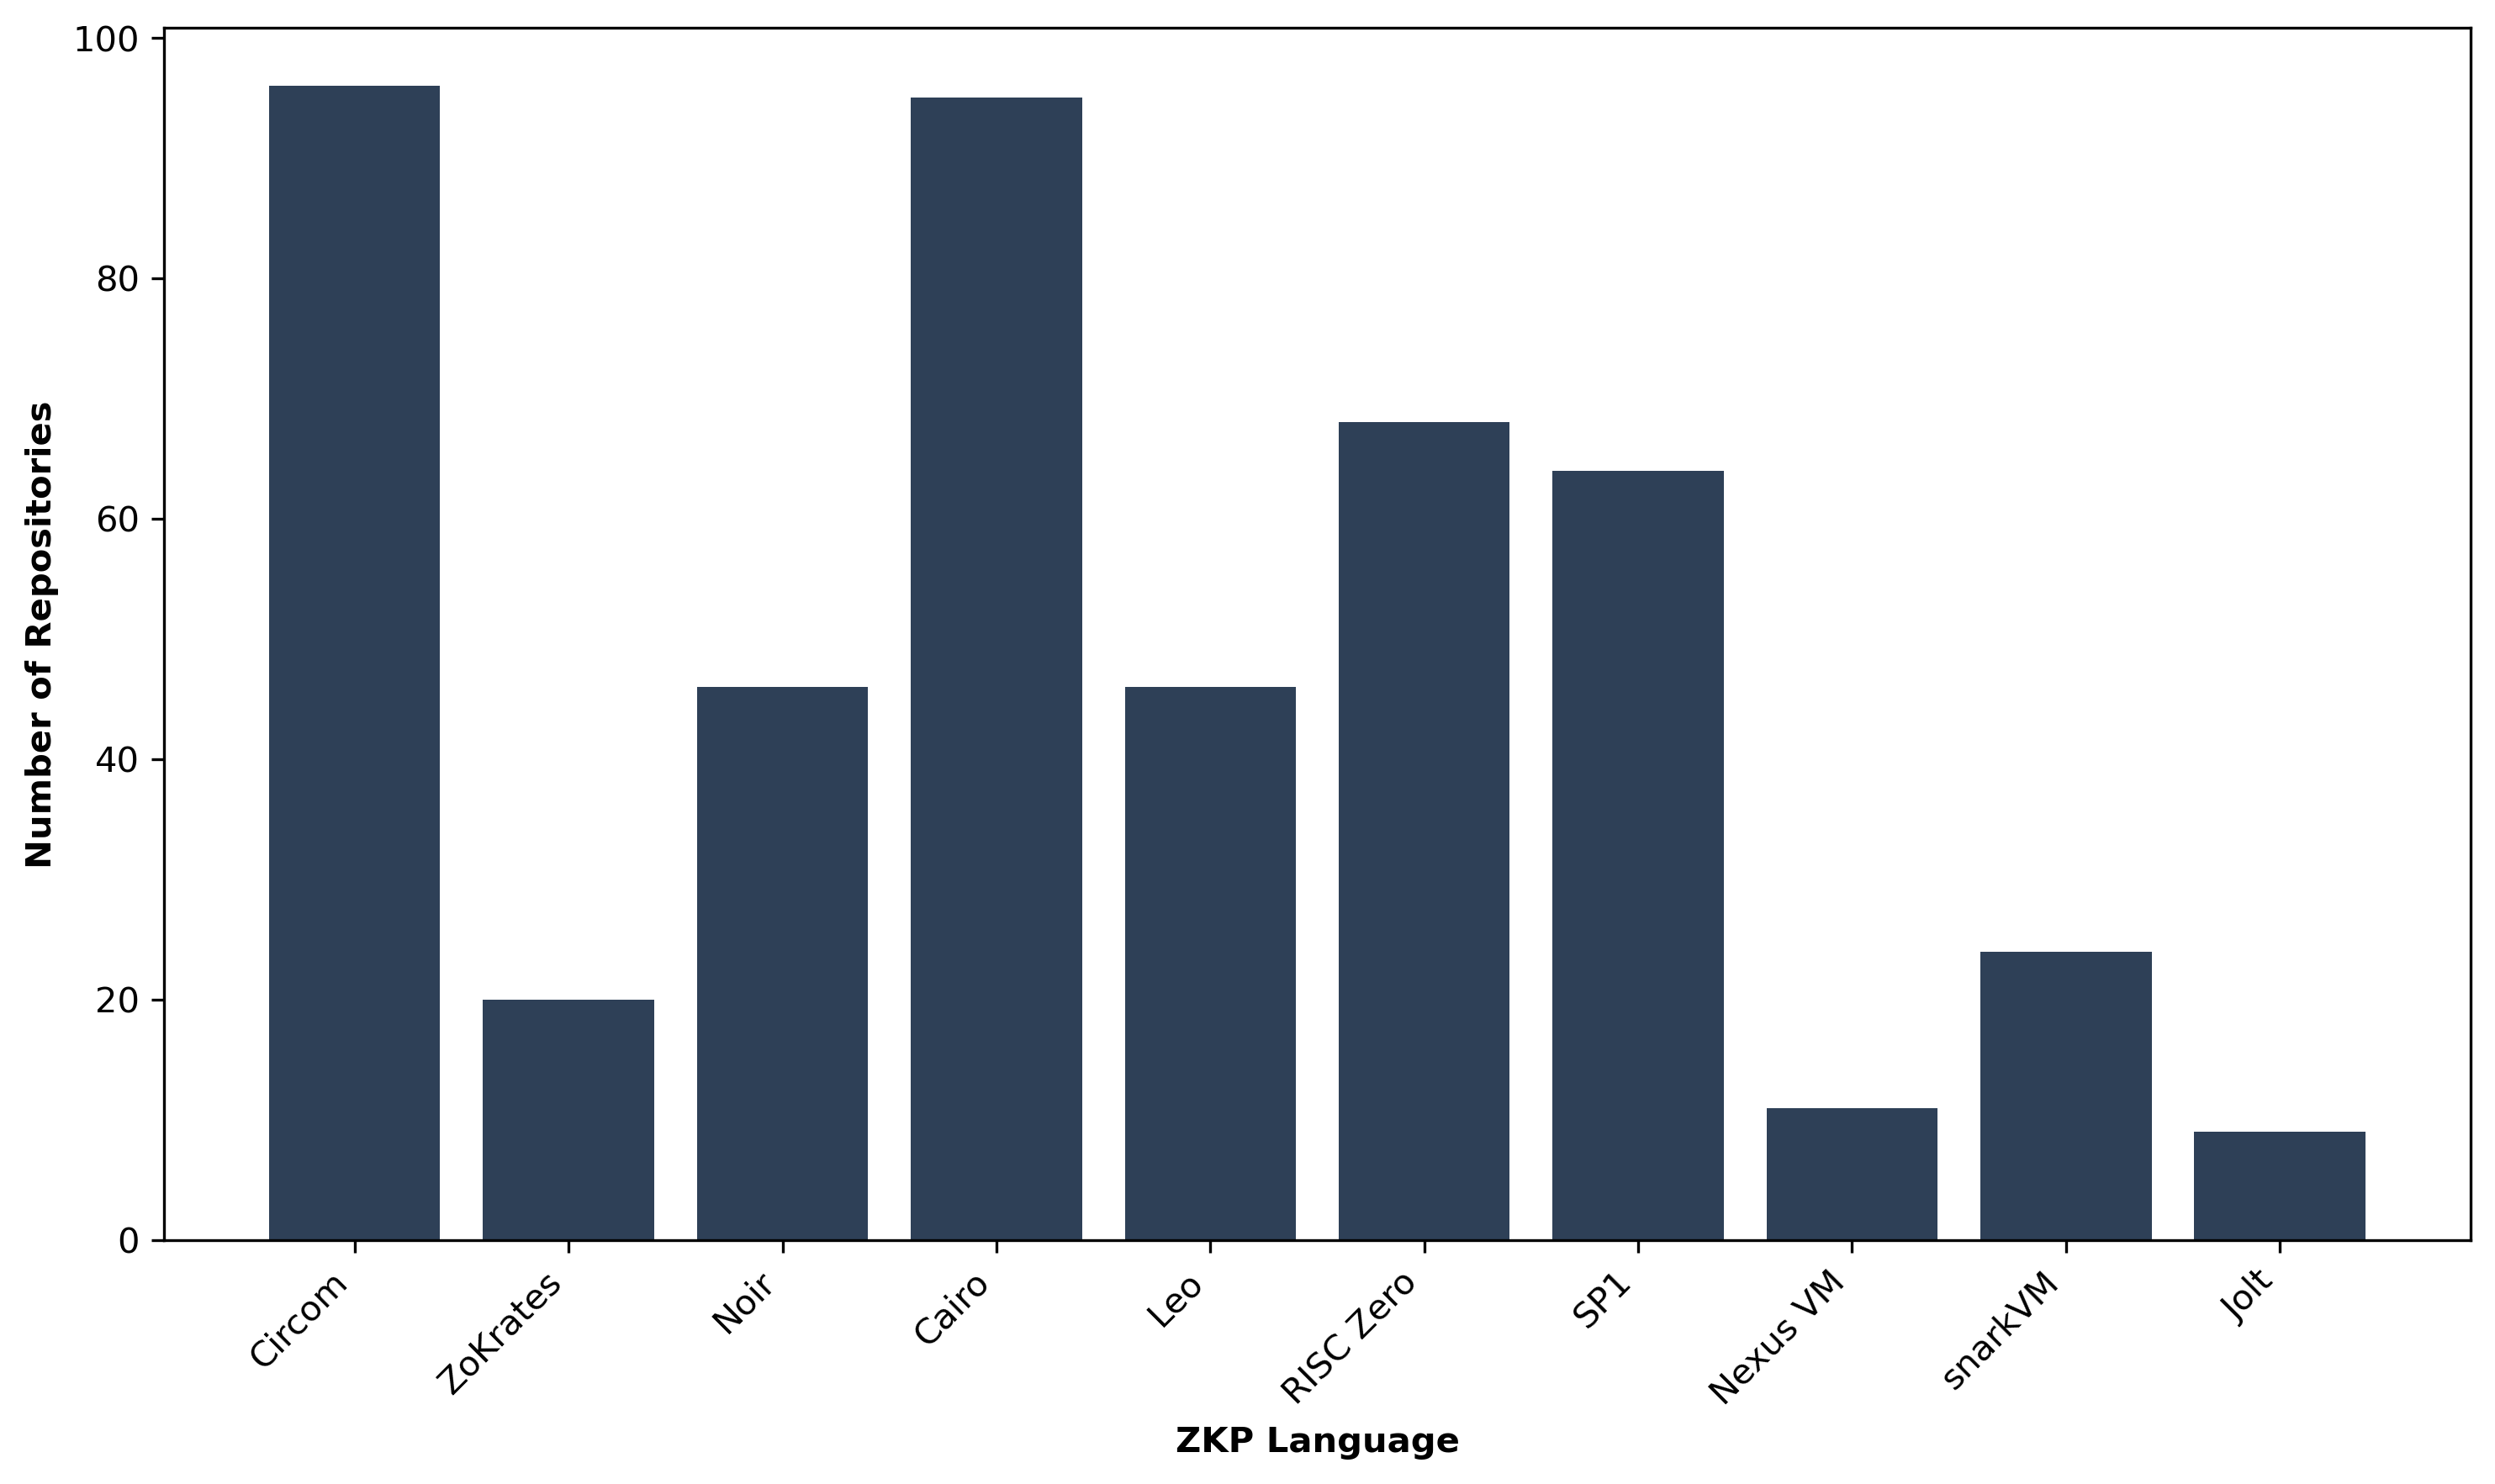 Number of Repositories
100
80
60
40
20
0
Circom
ZoKrates
Noir
Cairo
Leo
RISC Zero
SP1
Nexus VM
snarkVM
Jolt
ZKP Language